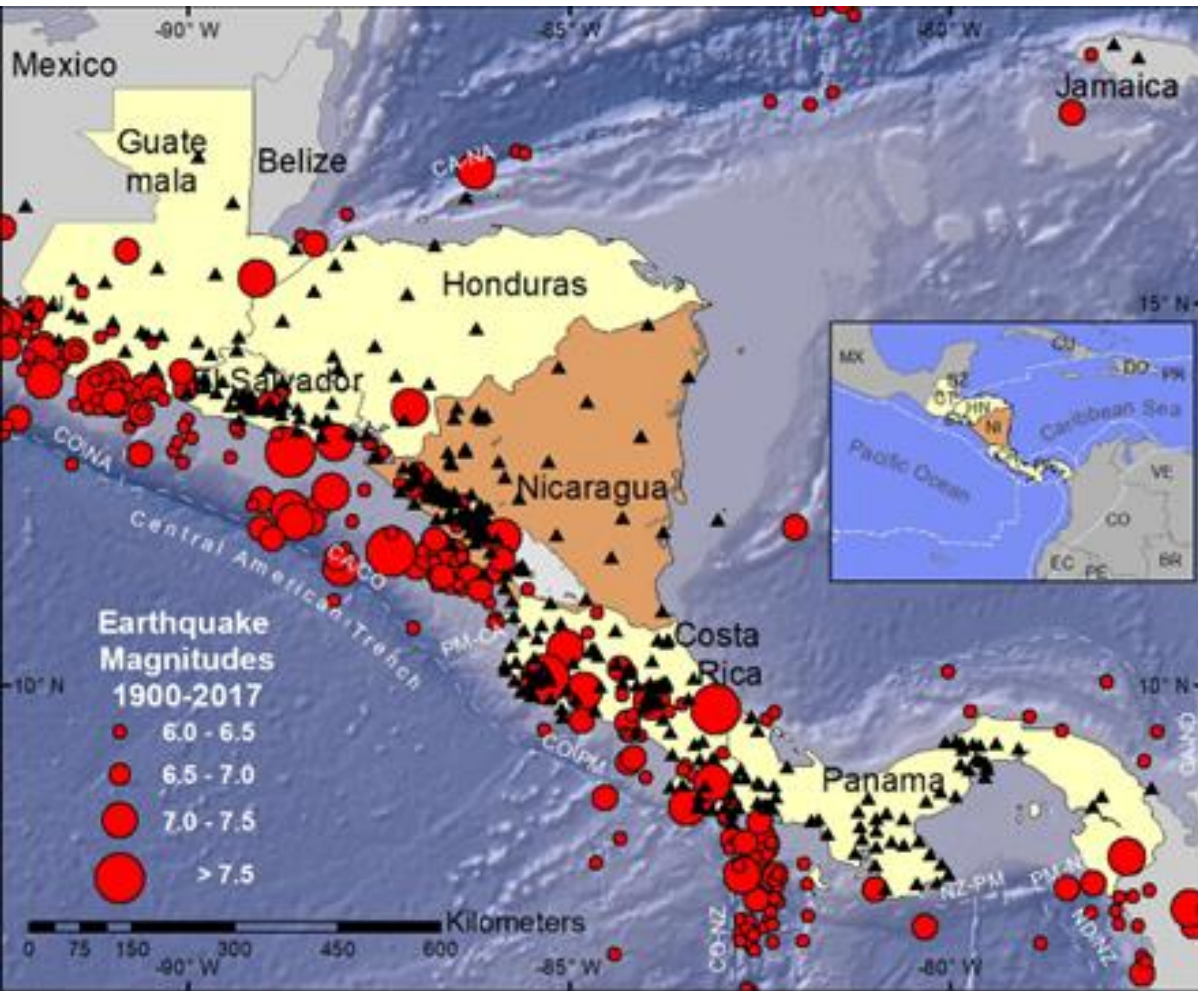 -90° W
-85° W
-80° W
Mexico
Jamaica
Guate
mala
Belize
CA-NA
Honduras
15° N
El Salvador
Nicaragua
CO\NA
Central American Trench
CA\CO
PM-CA
Costa
Rica
10° N
10° N
CO\PM
Panama
NZ-PM
CO-NZ
ND-NZ
MX
CU
DO
PR
BZ
HN
NI
Caribbean Sea
Pacific Ocean
VE
CO
EC
PE
BR
Earthquake
Magnitudes
1900-2017
6.0 - 6.5
6.5 - 7.0
7.0 - 7.5
> 7.5
Kilometers
0 75 150 300 450 600
-90° W
-85° W
-80° W